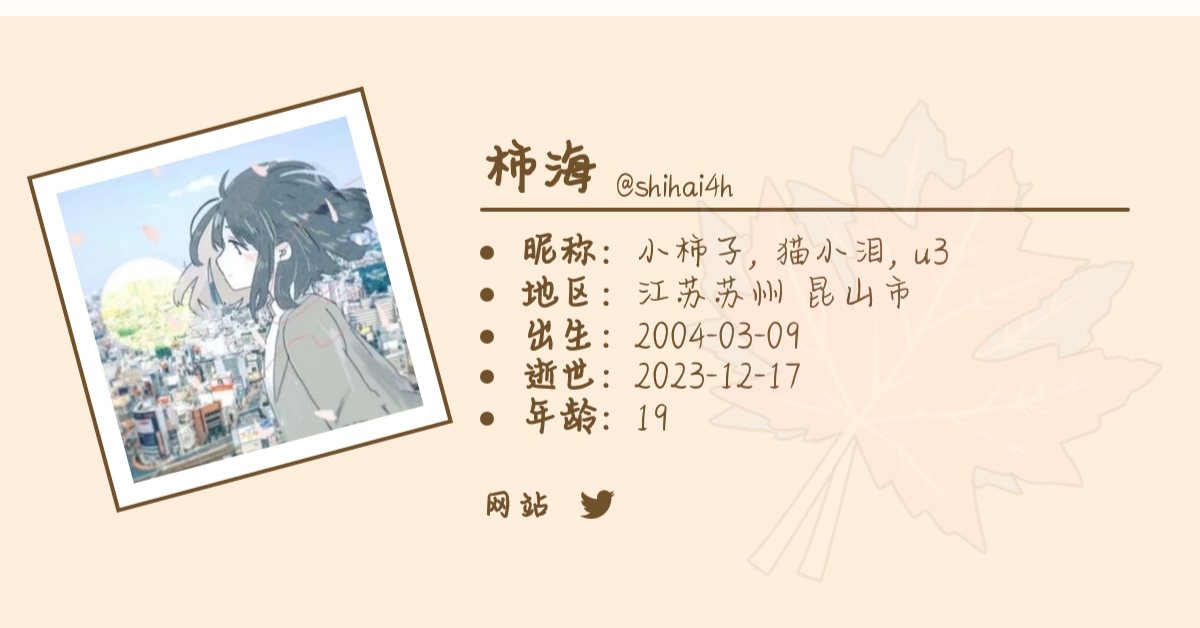 柿海 @shihai4h
昵称：小柿子, 猫小泪, u3
地区：江苏苏州 昆山市
出生：2004-03-09
逝世：2023-12-17
年龄：19
网站